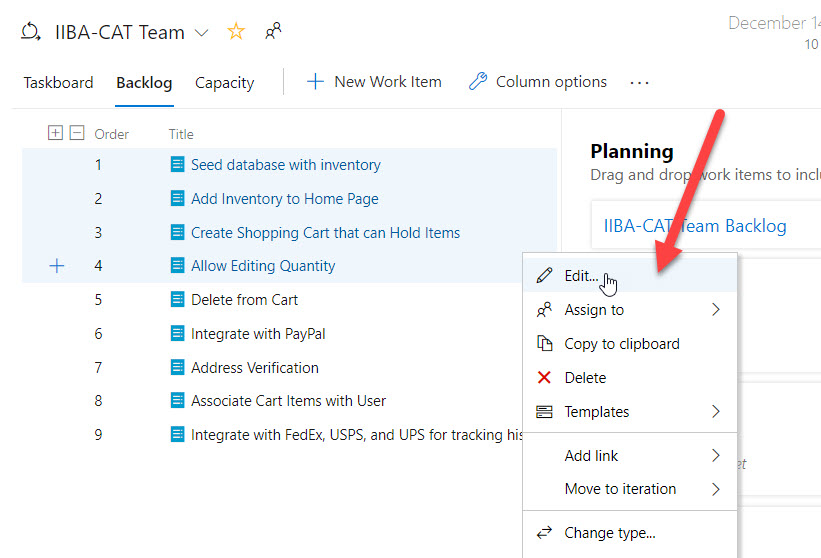 IIBA-CAT Team
December 14
10
Taskboard Backlog Capacity New Work Item Column options ...
Order Title
1 Seed database with inventory
2 Add Inventory to Home Page
3 Create Shopping Cart that can Hold Items
4 Allow Editing Quantity
5 Delete from Cart
6 Integrate with PayPal
7 Address Verification
8 Associate Cart Items with User
9 Integrate with FedEx, USPS, and UPS for tracking his
Planning
Drag and drop work items to inclu
IIBA-CAT Team Backlog
Edit...
Assign to
Copy to clipboard
Delete
Templates
Add link
Move to iteration
Change type...